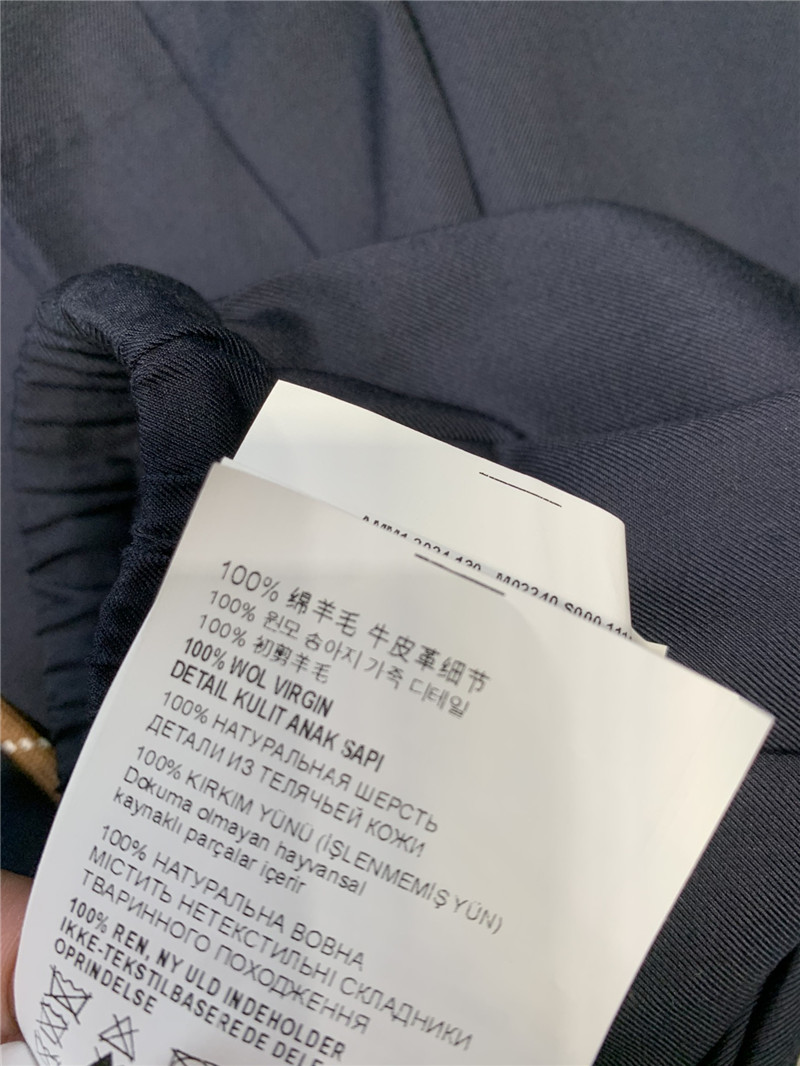 M02340 S000
100% 绵羊毛 牛皮革细节
100% 원모 송아지 가죽 디테일
100% 初剪羊毛
100% WOL VIRGIN
DETAIL KULIT ANAK SAPI
100% НАТУРАЛЬНАЯ ШЕРСТЬ
ДЕТАЛИ ИЗ ТЕЛЯЧЬЕЙ КОЖИ
100% KIRKIM YÜNÜ (İŞLENMEMİŞ YÜN)
Dokuma olmayan hayvansal
kaynaklı parçalar içerir
100% НАТУРАЛЬНА ВОВНА
МІСТИТЬ НЕТЕКСТИЛЬНІ СКЛАДНИКИ
ТВАРИННОГО ПОХОДЖЕННЯ
100% REN, NY ULD INDEHOLDER
IKKE-TEKSTILBASEREDE DELE
OPRINDELSE